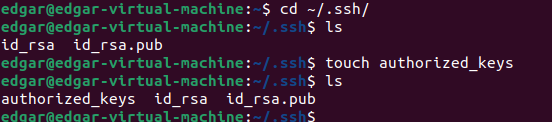 edgar@edgar-virtual-machine:~$ cd ~/.ssh/
edgar@edgar-virtual-machine:~/.ssh$ ls
id_rsa  id_rsa.pub
edgar@edgar-virtual-machine:~/.ssh$ touch authorized_keys
edgar@edgar-virtual-machine:~/.ssh$ ls
authorized_keys  id_rsa  id_rsa.pub
edgar@edgar-virtual-machine:~/.ssh$